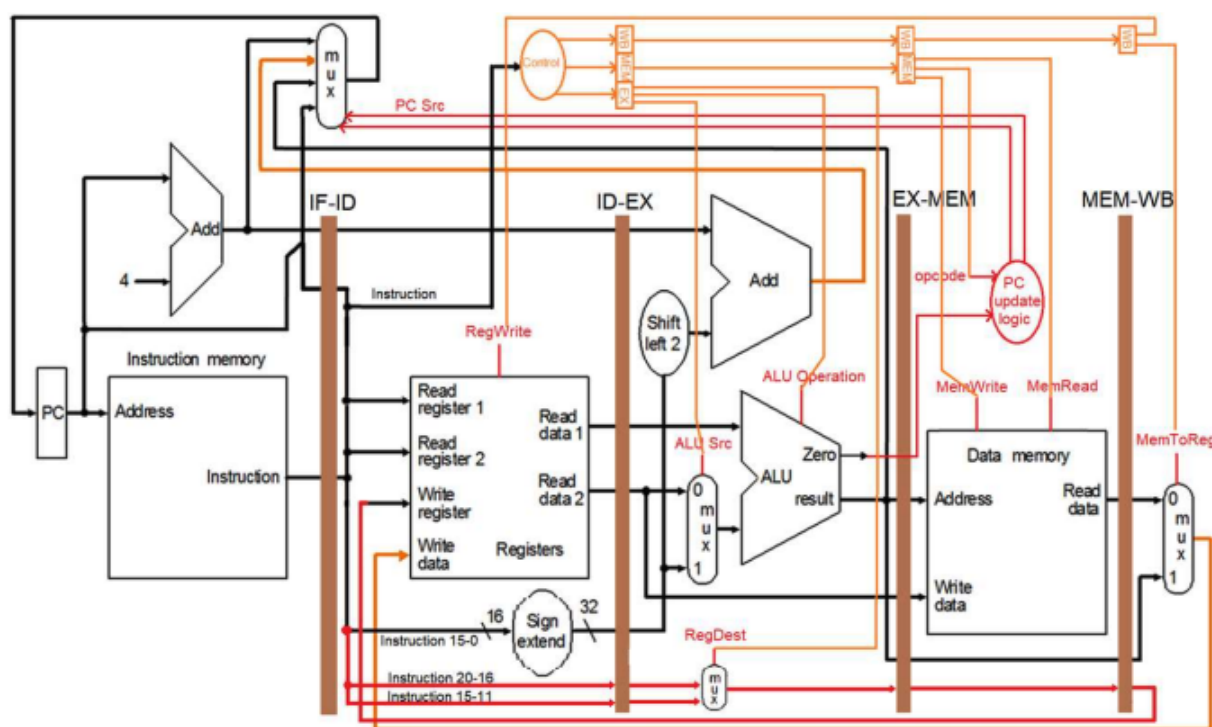 mux
Control
WB
MEM
EX
WB
MEM
WB
PC Src
IF-ID
ID-EX
EX-MEM
MEM-WB
Add
4
Instruction
Add
opcode
PC
update
logic
Shift
left 2
RegWrite
Instruction memory
ALU Operation
MemWrite
MemRead
PC
Address
Instruction
Read
register 1
Read
register 2
Write
register
Write
data
Read
data 1
Read
data 2
Registers
ALU Src
0
mux
1
Zero
ALU
result
Data memory
Address
Read
data
Write
data
MemToReg
0
mux
1
16
Sign
extend
32
Instruction 15-0
RegDest
mux
Instruction 20-16
Instruction 15-11